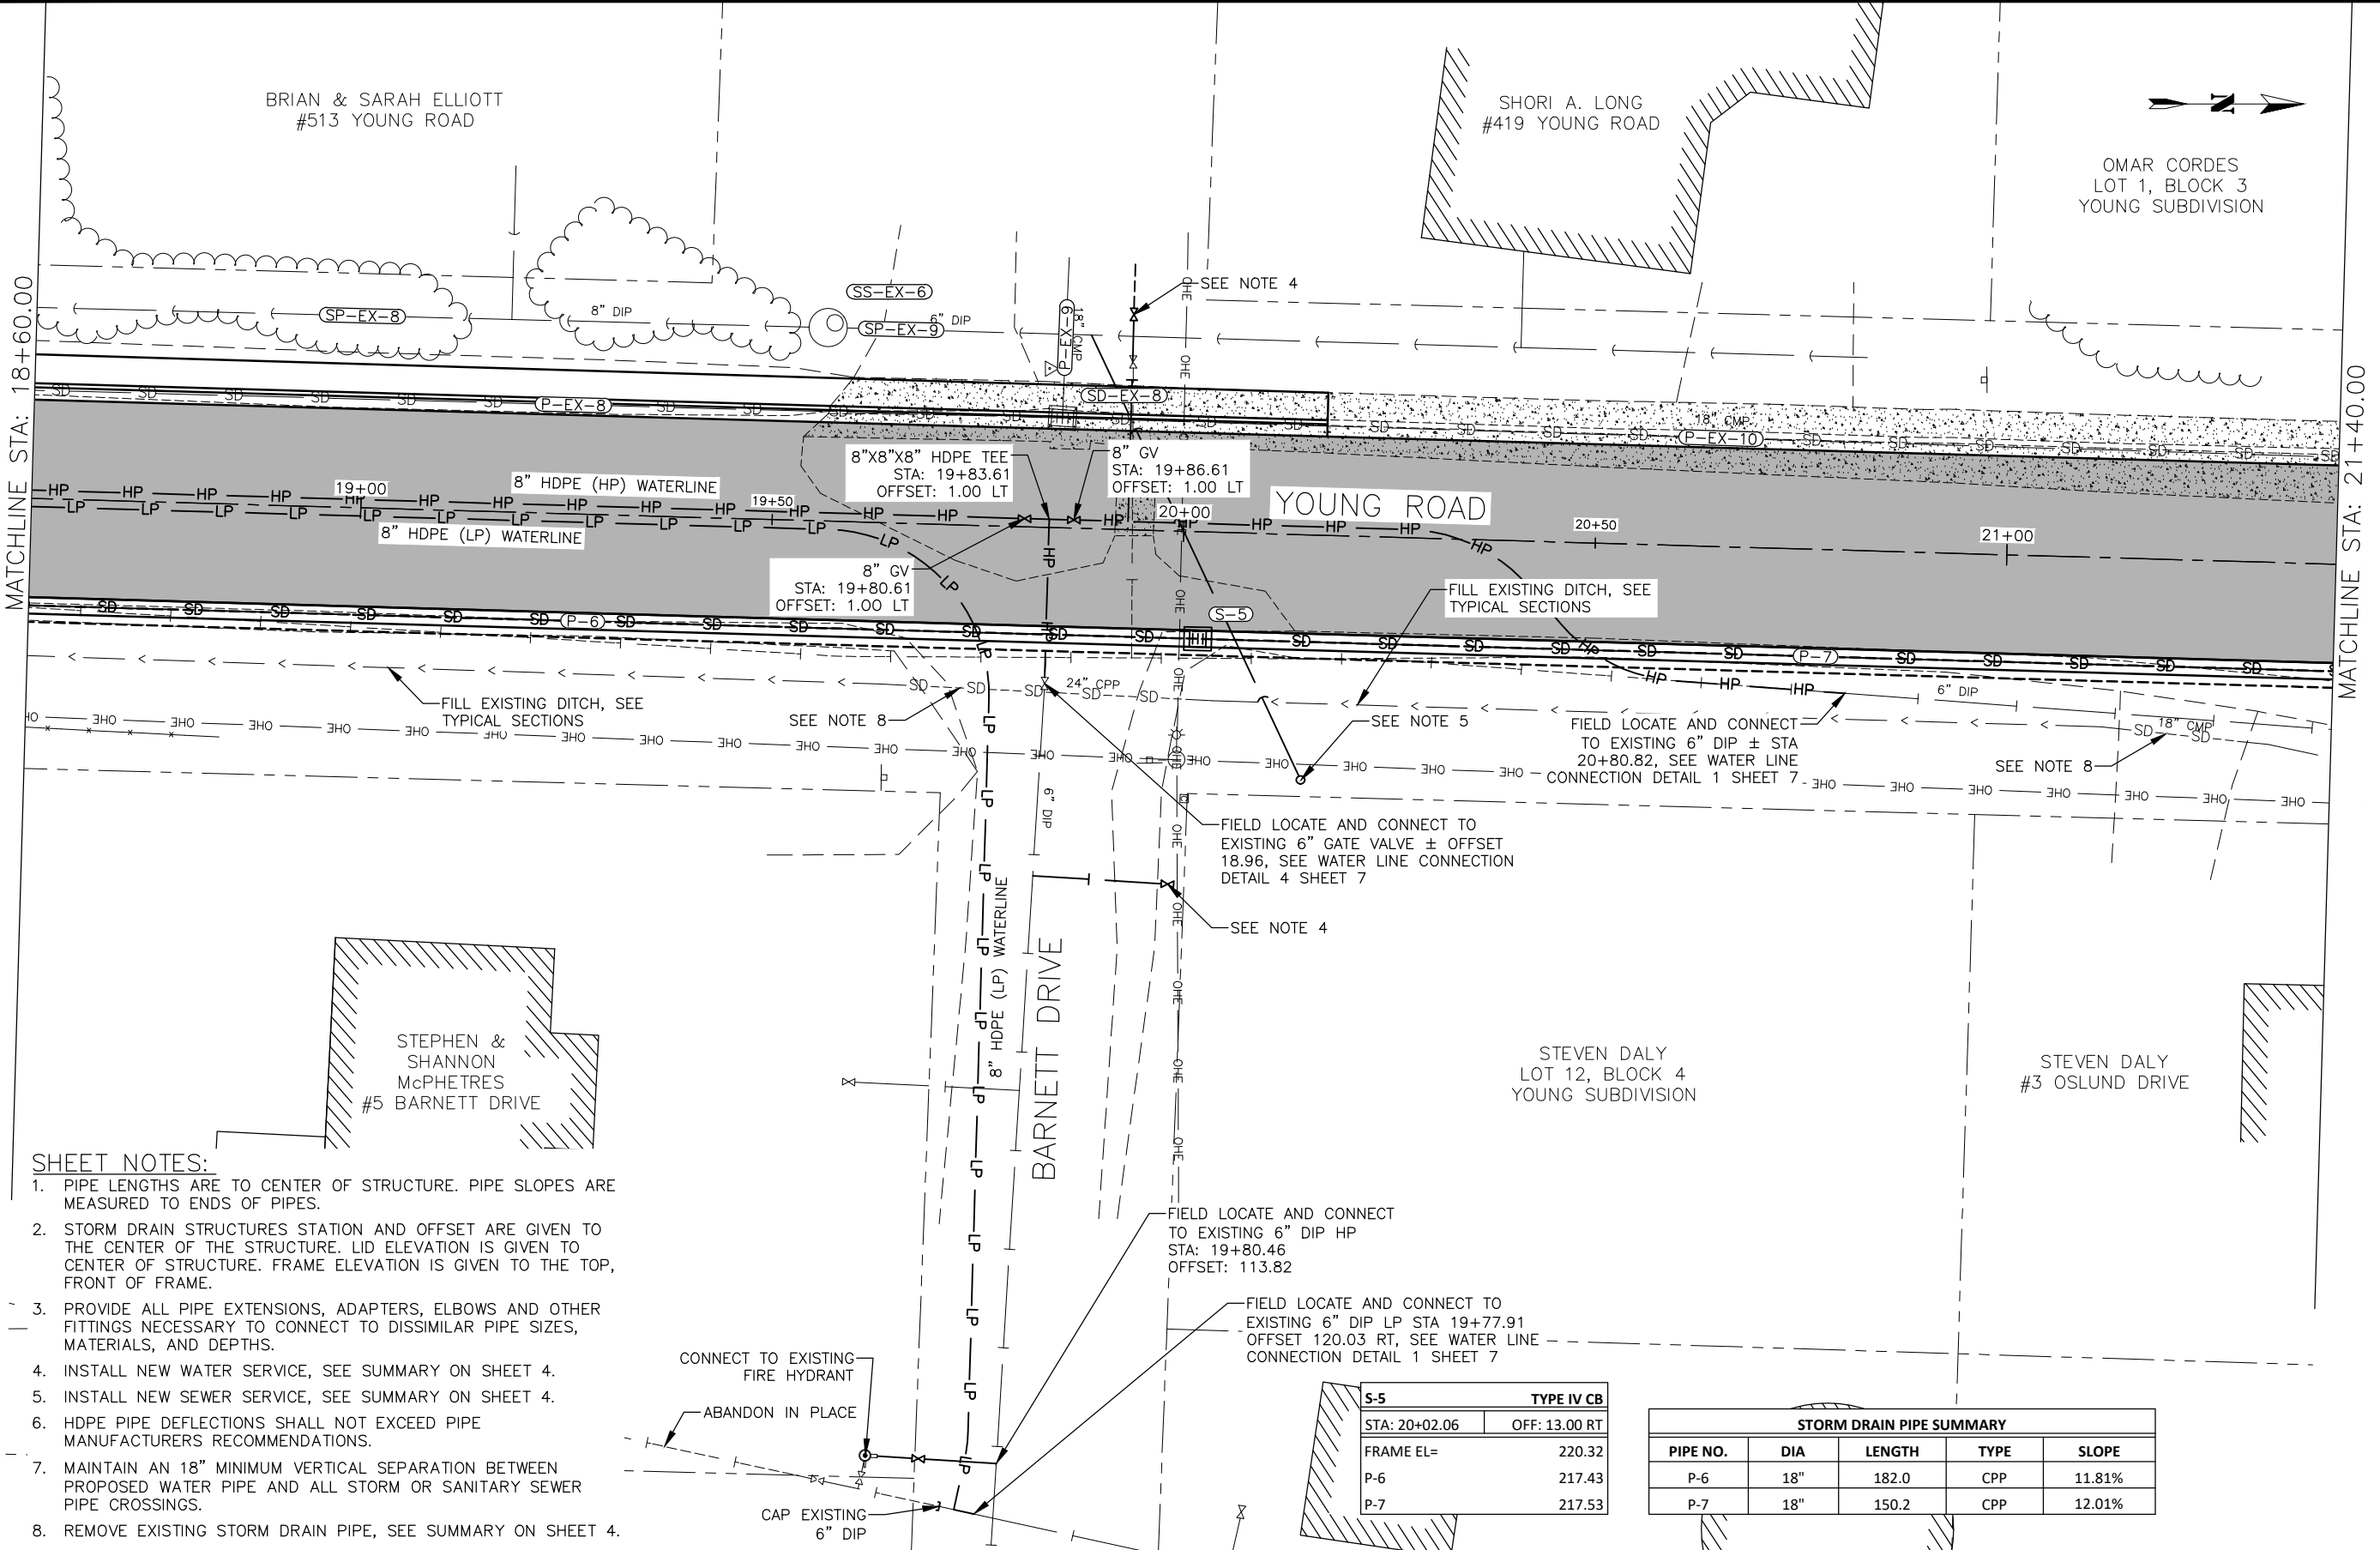 BRIAN & SARAH ELLIOTT
#513 YOUNG ROAD
SHORI A. LONG
#419 YOUNG ROAD
N
OMAR CORDES
LOT 1, BLOCK 3
YOUNG SUBDIVISION
MATCHLINE STA: 18+60.00
MATCHLINE STA: 21+40.00
SP-EX-8
8" DIP
SS-EX-6
SP-EX-9
6" DIP
P-EX-9
18" CMP
SEE NOTE 4
OHE
P-EX-8
SD
SD-EX-8
18" CMP
P-EX-10
8"X8"X8" HDPE TEE
STA: 19+83.61
OFFSET: 1.00 LT
8" GV
STA: 19+86.61
OFFSET: 1.00 LT
YOUNG ROAD
19+00
8" HDPE (HP) WATERLINE
19+50
20+00
20+50
21+00
HP
LP
8" HDPE (LP) WATERLINE
8" GV
STA: 19+80.61
OFFSET: 1.00 LT
FILL EXISTING DITCH, SEE
TYPICAL SECTIONS
S-5
P-6
P-7
FILL EXISTING DITCH, SEE
TYPICAL SECTIONS
SEE NOTE 8
24" CPP
SEE NOTE 5
6" DIP
FIELD LOCATE AND CONNECT
TO EXISTING 6" DIP ± STA
20+80.82, SEE WATER LINE
CONNECTION DETAIL 1 SHEET 7
18" CMP
SEE NOTE 8
6" DIP
FIELD LOCATE AND CONNECT TO
EXISTING 6" GATE VALVE ± OFFSET
18.96, SEE WATER LINE CONNECTION
DETAIL 4 SHEET 7
SEE NOTE 4
8" HDPE (LP) WATERLINE
BARNETT DRIVE
STEPHEN &
SHANNON
McPHETRES
#5 BARNETT DRIVE
STEVEN DALY
LOT 12, BLOCK 4
YOUNG SUBDIVISION
STEVEN DALY
#3 OSLUND DRIVE
SHEET NOTES:
1. PIPE LENGTHS ARE TO CENTER OF STRUCTURE. PIPE SLOPES ARE
MEASURED TO ENDS OF PIPES.
2. STORM DRAIN STRUCTURES STATION AND OFFSET ARE GIVEN TO
THE CENTER OF THE STRUCTURE. LID ELEVATION IS GIVEN TO
CENTER OF STRUCTURE. FRAME ELEVATION IS GIVEN TO THE TOP,
FRONT OF FRAME.
3. PROVIDE ALL PIPE EXTENSIONS, ADAPTERS, ELBOWS AND OTHER
FITTINGS NECESSARY TO CONNECT TO DISSIMILAR PIPE SIZES,
MATERIALS, AND DEPTHS.
4. INSTALL NEW WATER SERVICE, SEE SUMMARY ON SHEET 4.
5. INSTALL NEW SEWER SERVICE, SEE SUMMARY ON SHEET 4.
6. HDPE PIPE DEFLECTIONS SHALL NOT EXCEED PIPE
MANUFACTURERS RECOMMENDATIONS.
7. MAINTAIN AN 18" MINIMUM VERTICAL SEPARATION BETWEEN
PROPOSED WATER PIPE AND ALL STORM OR SANITARY SEWER
PIPE CROSSINGS.
8. REMOVE EXISTING STORM DRAIN PIPE, SEE SUMMARY ON SHEET 4.
FIELD LOCATE AND CONNECT
TO EXISTING 6" DIP HP
STA: 19+80.46
OFFSET: 113.82
FIELD LOCATE AND CONNECT TO
EXISTING 6" DIP LP STA 19+77.91
OFFSET 120.03 RT, SEE WATER LINE
CONNECTION DETAIL 1 SHEET 7
CONNECT TO EXISTING
FIRE HYDRANT
ABANDON IN PLACE
CAP EXISTING
6" DIP
S-5 TYPE IV CB
STA: 20+02.06 OFF: 13.00 RT
FRAME EL= 220.32
P-6 217.43
P-7 217.53
STORM DRAIN PIPE SUMMARY
PIPE NO. DIA LENGTH TYPE SLOPE
P-6 18" 182.0 CPP 11.81%
P-7 18" 150.2 CPP 12.01%